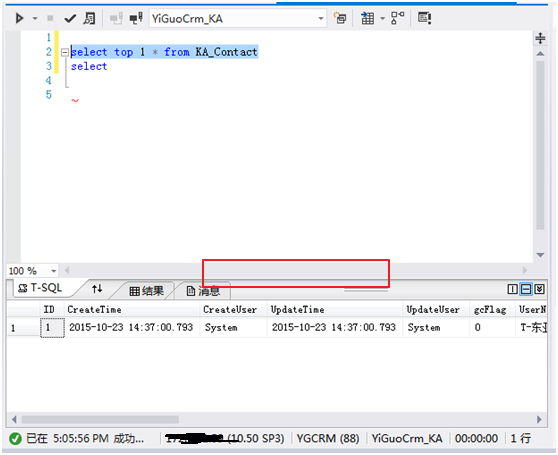 YiGuoCrm_KA
1
2 select top 1 * from KA_Contact
3 select
4
5
100 %
T-SQL 结果 消息
ID CreateTime CreateUser UpdateTime UpdateUser gcFlag UserN
1 1 2015-10-23 14:37:00.793 System 2015-10-23 14:37:00.793 System 0 T-东
已在 5:05:56 PM 成功... (10.50 SP3) YGCRM (88) YiGuoCrm_KA 00:00:00 1 行